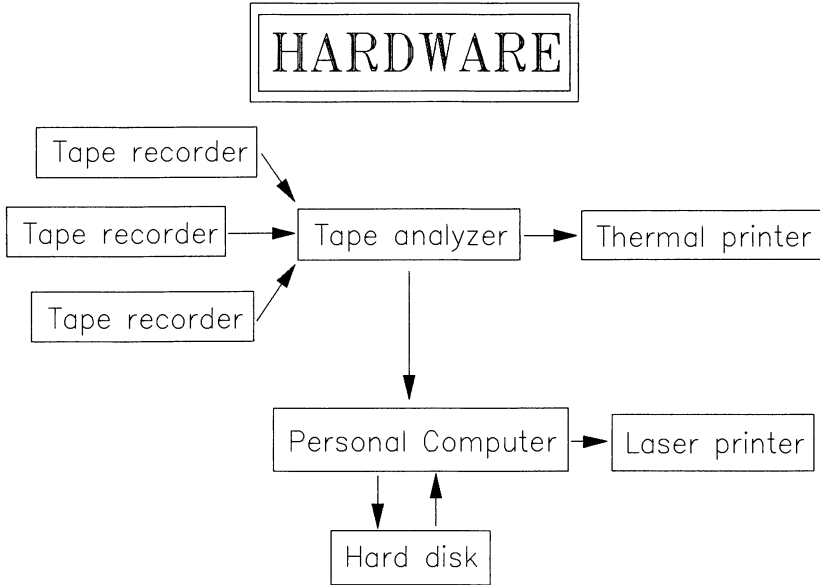 HARDWARE
Tape recorder
Tape recorder
Tape analyzer
Thermal printer
Tape recorder
Personal Computer
Laser printer
Hard disk